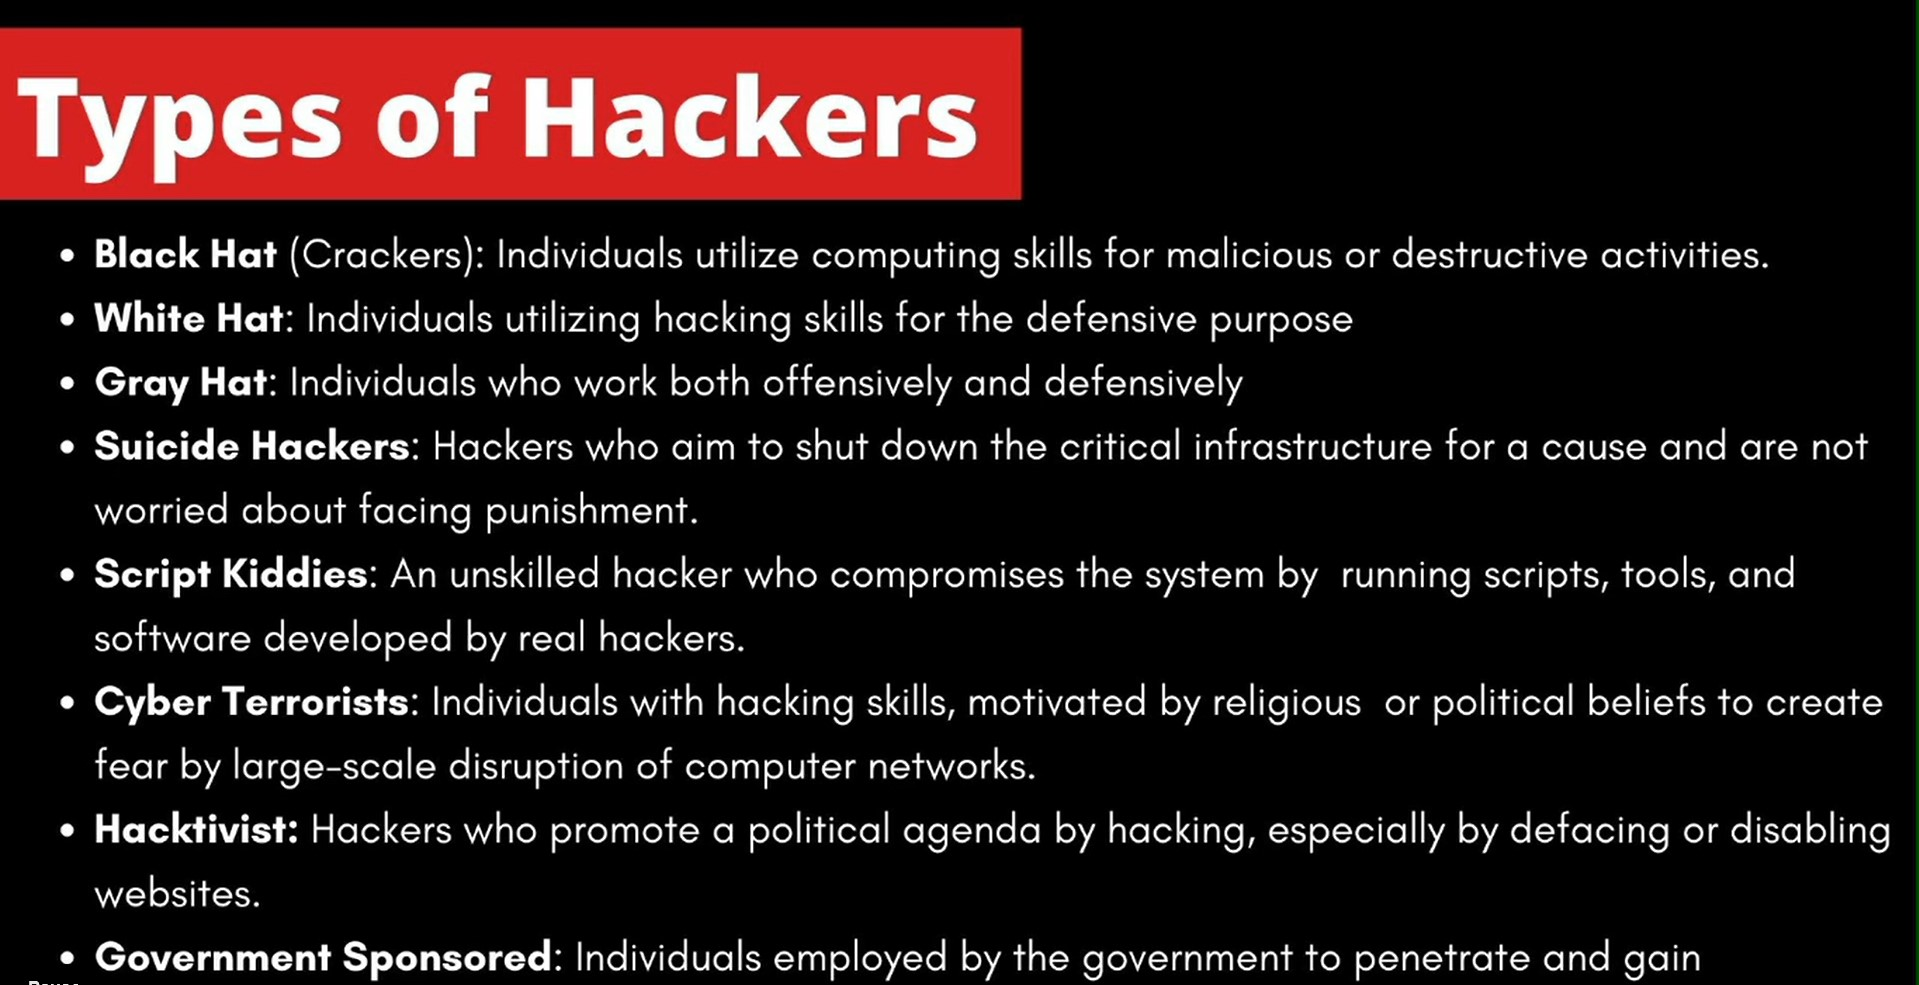 Types of Hackers
• Black Hat (Crackers): Individuals utilize computing skills for malicious or destructive activities.
• White Hat: Individuals utilizing hacking skills for the defensive purpose
• Gray Hat: Individuals who work both offensively and defensively
• Suicide Hackers: Hackers who aim to shut down the critical infrastructure for a cause and are not
worried about facing punishment.
• Script Kiddies: An unskilled hacker who compromises the system by  running scripts, tools, and
software developed by real hackers.
• Cyber Terrorists: Individuals with hacking skills, motivated by religious  or political beliefs to create
fear by large-scale disruption of computer networks.
• Hacktivist: Hackers who promote a political agenda by hacking, especially by defacing or disabling
websites.
• Government Sponsored: Individuals employed by the government to penetrate and gain